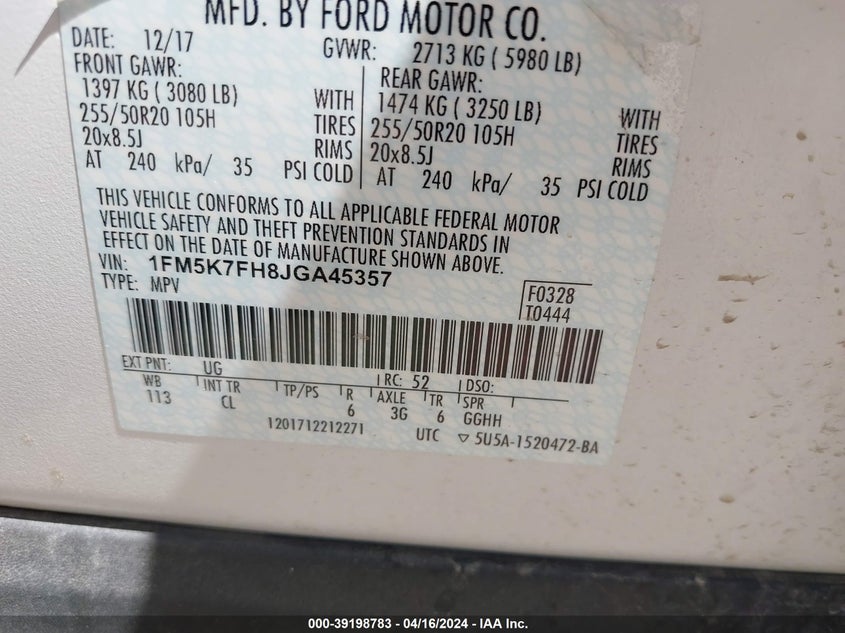 MFD. BY FORD MOTOR CO.
DATE: 12/17 GVWR: 2713 KG ( 5980 LB)
FRONT GAWR: REAR GAWR:
1397 KG ( 3080 LB) WITH 1474 KG ( 3250 LB) WITH
255/50R20 105H TIRES 255/50R20 105H TIRES
20x8.5J RIMS 20x8.5J RIMS
AT 240 kPa/ 35 PSI COLD AT 240 kPa/ 35 PSI COLD
THIS VEHICLE CONFORMS TO ALL APPLICABLE FEDERAL MOTOR
VEHICLE SAFETY AND THEFT PREVENTION STANDARDS IN
EFFECT ON THE DATE OF MANUFACTURE SHOWN ABOVE.
VIN: 1FM5K7FH8JGA45357
TYPE: MPV
F0328
T0444
EXT PNT: UG RC: 52 DSO:
WB INT TR TP/PS R AXLE TR SPR
113 CL 6 3G 6 GGHH
1201712212271 UTC ▽ 5U5A-1520472-BA
000-39198783 - 04/16/2024 - IAA Inc.